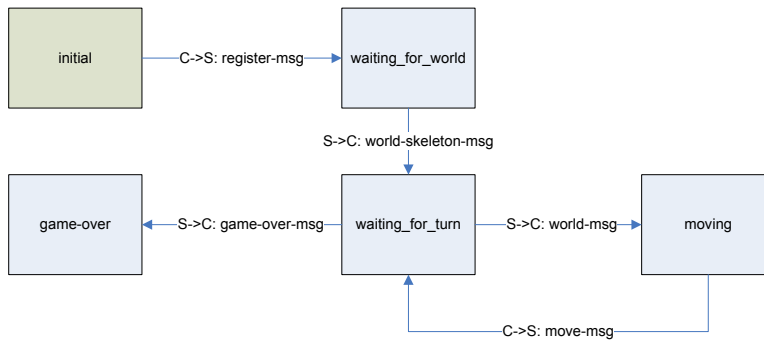 initial
C->S: register-msg
waiting_for_world
S->C: world-skeleton-msg
game-over
S->C: game-over-msg
waiting_for_turn
S->C: world-msg
moving
C->S: move-msg